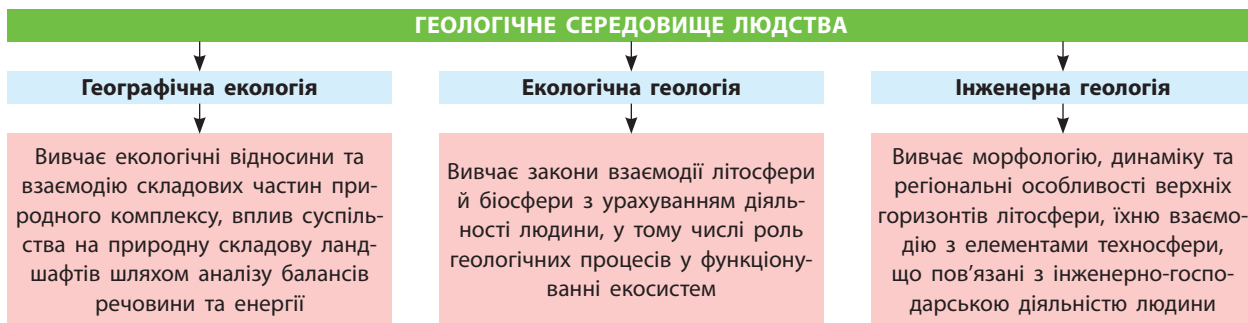 ГЕОЛОГІЧНЕ СЕРЕДОВИЩЕ ЛЮДСТВА
Географічна екологія
Вивчає екологічні відносини та
взаємодію складових частин при-
родного комплексу, вплив суспіль-
ства на природну складову ланд-
шафтів шляхом аналізу балансів
речовини та енергії
Екологічна геологія
Вивчає закони взаємодії літосфери
й біосфери з урахуванням діяль-
ності людини, у тому числі роль
геологічних процесів у функціону-
ванні екосистем
Інженерна геологія
Вивчає морфологію, динаміку та
регіональні особливості верхніх
горизонтів літосфери, їхню взаємо-
дію з елементами техносфери,
що пов’язані з інженерно-госпо-
дарською діяльністю людини